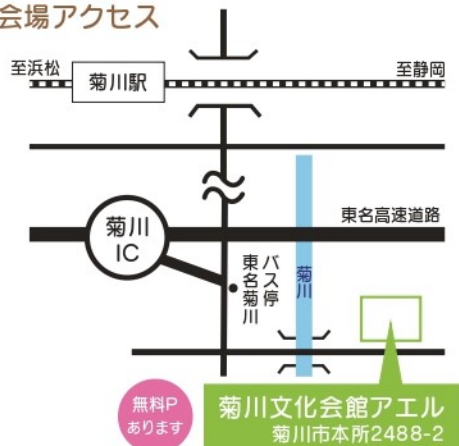 会場アクセス
至浜松
菊川駅
至静岡
東名高速道路
菊川
IC
バス停
東名菊川
菊川
無料P
あります
菊川文化会館アエル
菊川市本所2488-2